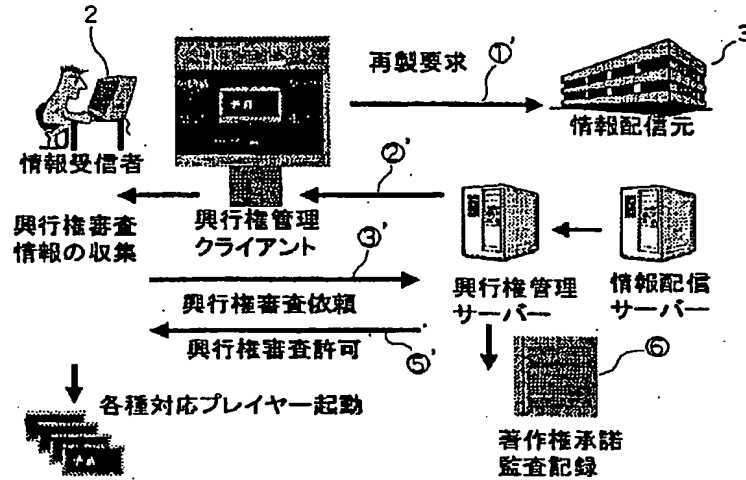 2
再製要求
①'
3
情報配信元
情報受信者
②'
興行権審査
情報の収集
興行権管理
クライアント
③'
興行権審査依頼
興行権管理
サーバー
情報配信
サーバー
興行権審査許可
⑤'
⑥
各種対応プレイヤー起動
著作権承諾
監査記録